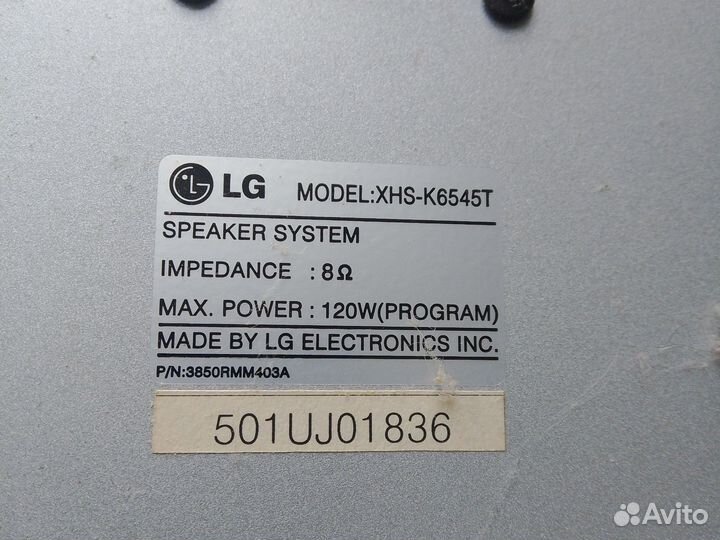 LG MODEL:XHS-K6545T
SPEAKER SYSTEM
IMPEDANCE : 8Ω
MAX. POWER : 120W(PROGRAM)
MADE BY LG ELECTRONICS INC.
P/N:3850RMM403A
501UJ01836
Avito